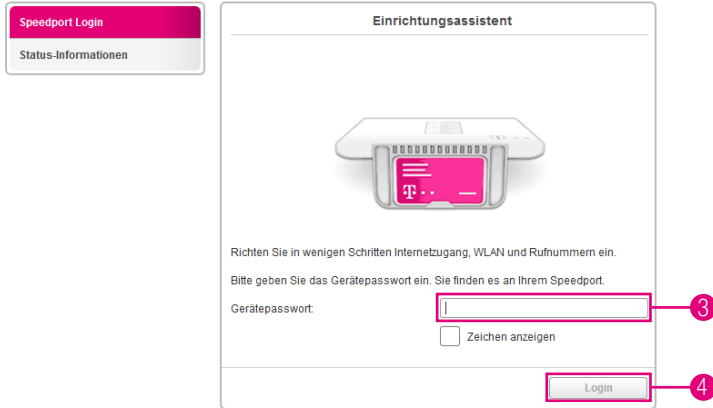 Speedport Login
Status-Informationen
Einrichtungsassistent
T
Richten Sie in wenigen Schritten Internetzugang, WLAN und Rufnummern ein.
Bitte geben Sie das Gerätepasswort ein. Sie finden es an Ihrem Speedport.
Gerätepasswort:
3
Zeichen anzeigen
Login
4